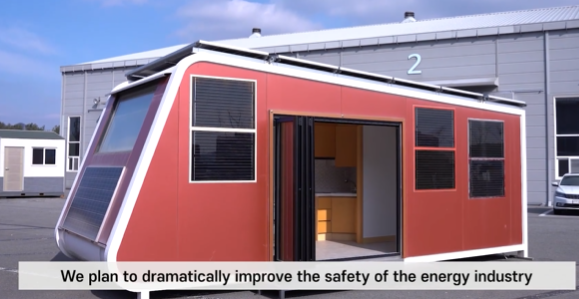 2
We plan to dramatically improve the safety of the energy industry